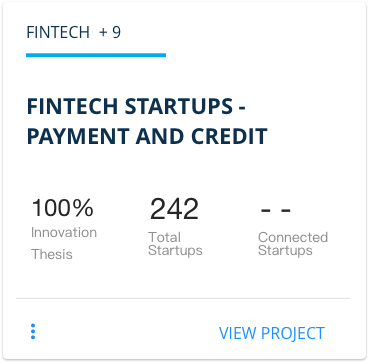 FINTECH + 9
FINTECH STARTUPS -
PAYMENT AND CREDIT
100%
Innovation
Thesis
242
Total
Startups
- -
Connected
Startups
VIEW PROJECT